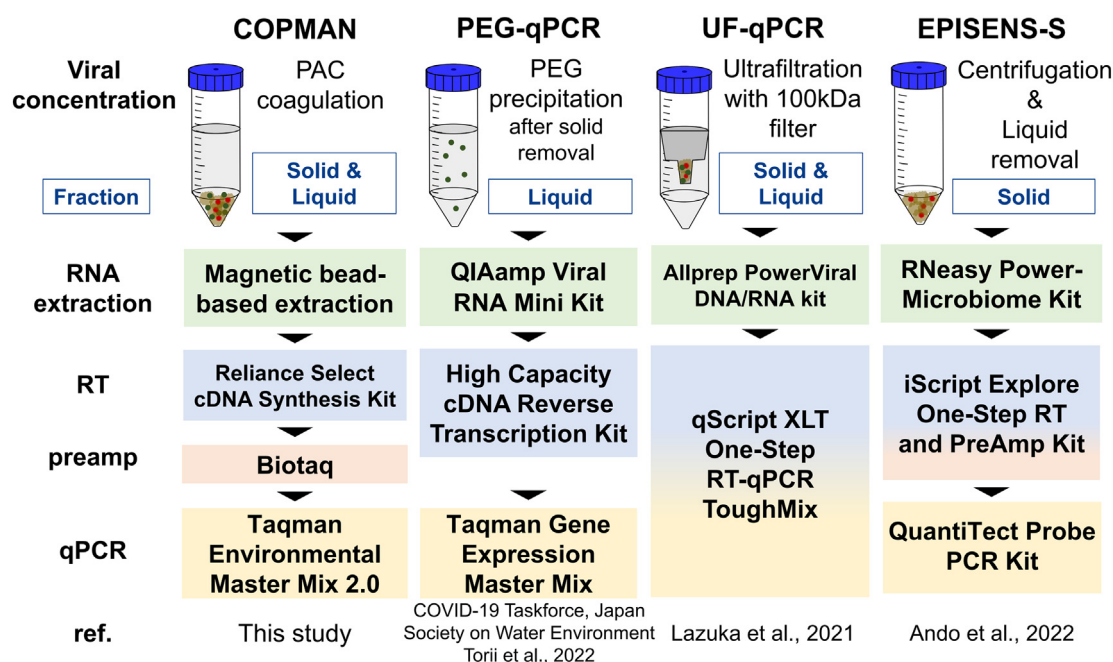 COPMAN
PEG-qPCR
UF-qPCR
EPISENS-S
Viral
concentration
PAC
coagulation
PEG
precipitation
after solid
removal
Ultrafiltration
with 100kDa
filter
Centrifugation
&
Liquid
removal
Fraction
Solid &
Liquid
Liquid
Solid &
Liquid
Solid
RNA
extraction
Magnetic bead-
based extraction
QIAamp Viral
RNA Mini Kit
Allprep PowerViral
DNA/RNA kit
RNeasy Power-
Microbiome Kit
RT
Reliance Select
cDNA Synthesis Kit
High Capacity
cDNA Reverse
Transcription Kit
qScript XLT
One-Step
RT-qPCR
ToughMix
iScript Explore
One-Step RT
and PreAmp Kit
preamp
Biotaq
qPCR
Taqman
Environmental
Master Mix 2.0
Taqman Gene
Expression
Master Mix
QuantiTect Probe
PCR Kit
ref.
This study
COVID-19 Taskforce, Japan
Society on Water Environment
Torii et al., 2022
Lazuka et al., 2021
Ando et al., 2022